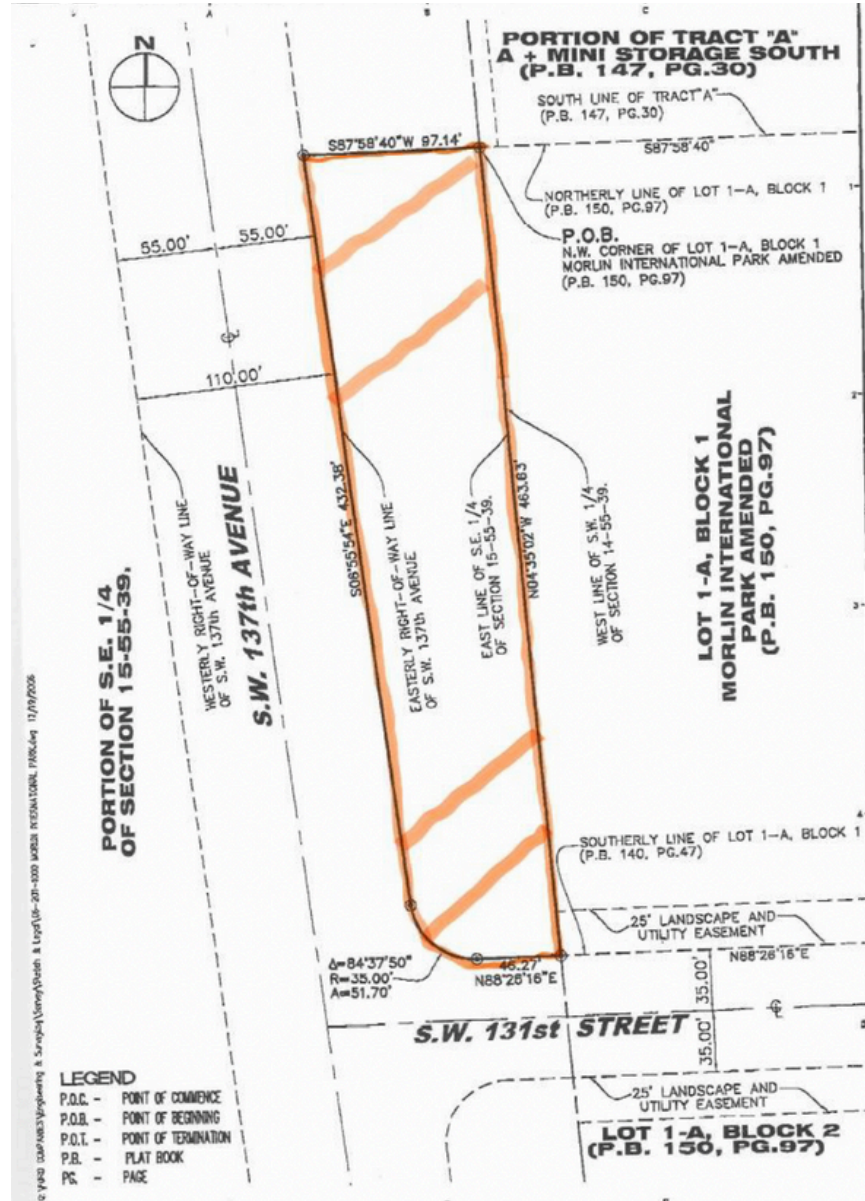 A
B
C
N
PORTION OF TRACT "A"
A + MINI STORAGE SOUTH
(P.B. 147, PG.30)
SOUTH LINE OF TRACT"A"
(P.B. 147, PG.30)
S87°58'40"W 97.14'
S87°58'40"
1
NORTHERLY LINE OF LOT 1-A, BLOCK 1
(P.B. 150, PG.97)
P.O.B.
N.W. CORNER OF LOT 1-A, BLOCK 1
MORLIN INTERNATIONAL PARK AMENDED
(P.B. 150, PG.97)
55.00'
55.00'
110.00'
2
WESTERLY RIGHT-OF-WAY LINE
OF S.W. 137th AVENUE
S.W. 137th AVENUE
S06°55'54"E 432.38'
EASTERLY RIGHT-OF-WAY LINE
OF S.W. 137th AVENUE
EAST LINE OF S.E. 1/4
OF SECTION 15-55-39.
N04°35'02"W 463.63'
WEST LINE OF S.W. 1/4
OF SECTION 14-55-39.
LOT 1-A, BLOCK 1
MORLIN INTERNATIONAL
PARK AMENDED
(P.B. 150, PG.97)
PORTION OF S.E. 1/4
OF SECTION 15-55-39.
3
4
SOUTHERLY LINE OF LOT 1-A, BLOCK 1
(P.B. 140, PG.47)
25' LANDSCAPE AND
UTILITY EASEMENT
N88°26'16"E
Δ=84°37'50"
R=35.00'
A=51.70'
46.27'
N88°26'16"E
35.00'
35.00'
S.W. 131st STREET
25' LANDSCAPE AND
UTILITY EASEMENT
LOT 1-A, BLOCK 2
(P.B. 150, PG.97)
LEGEND
P.O.C. - POINT OF COMMENCE
P.O.B. - POINT OF BEGINNING
P.O.T. - POINT OF TERMINATION
P.B. - PLAT BOOK
PG. - PAGE
12/19/2006